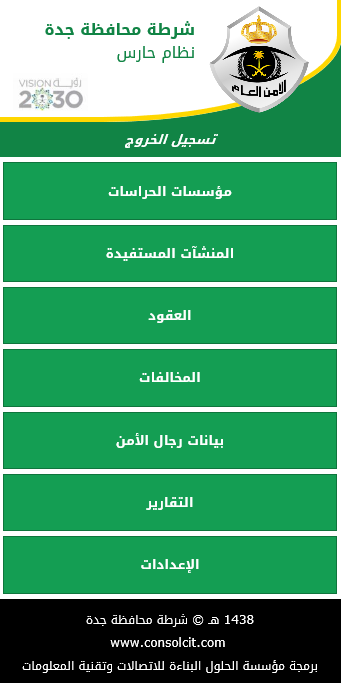 شرطة محافظة جدة
نظام حارس
الأمن العام
VISION رؤية
2030
تسجيل الخروج
مؤسسات الحراسات
المنشآت المستفيدة
العقود
المخالفات
بيانات رجال الأمن
التقارير
الإعدادات
1438 هـ © شرطة محافظة جدة
www.consolcit.com
برمجة مؤسسة الحلول البناءة للاتصالات وتقنية المعلومات